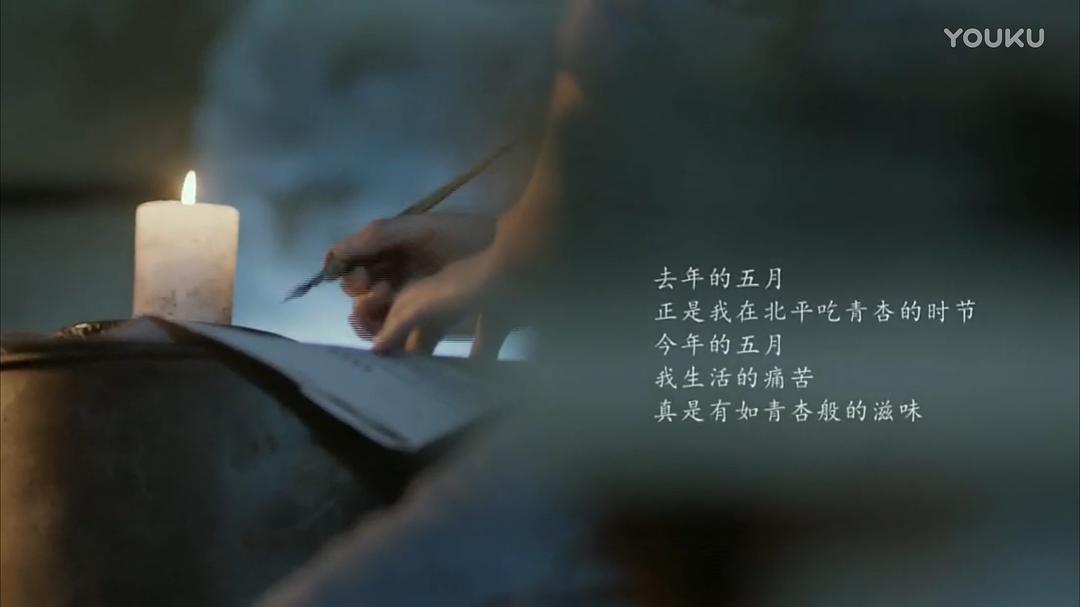 YOUKU
去年的五月
正是我在北平吃青杏的时节
今年的五月
我生活的痛苦
真是有如青杏般的滋味